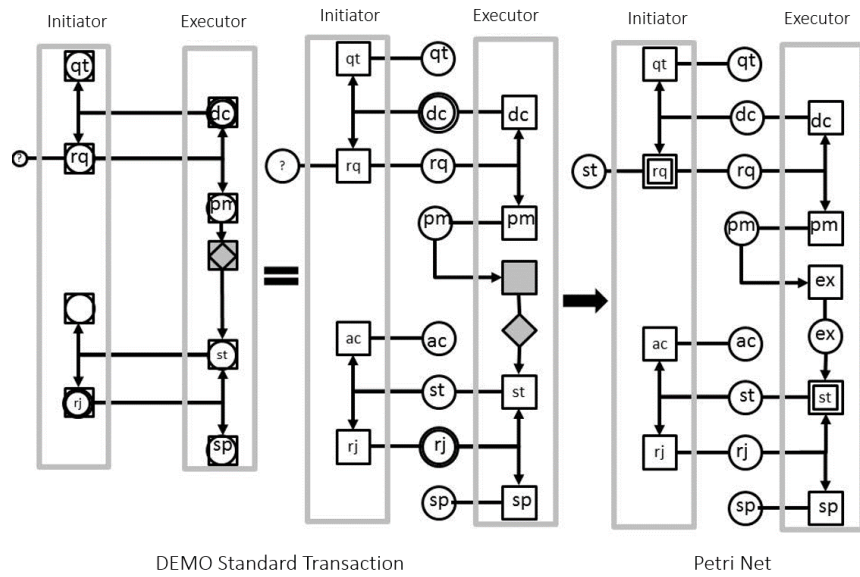 Initiator Executor Initiator Executor Initiator Executor
qt
dc
? rq
pm
st
rj
sp
qt qt
dc dc
? rq rq
pm pm
ac ac
st st
rj rj
sp sp
qt qt
dc dc
st rq rq
pm pm
ex
ex
ac ac
st st
rj rj
sp sp
DEMO Standard Transaction
Petri Net